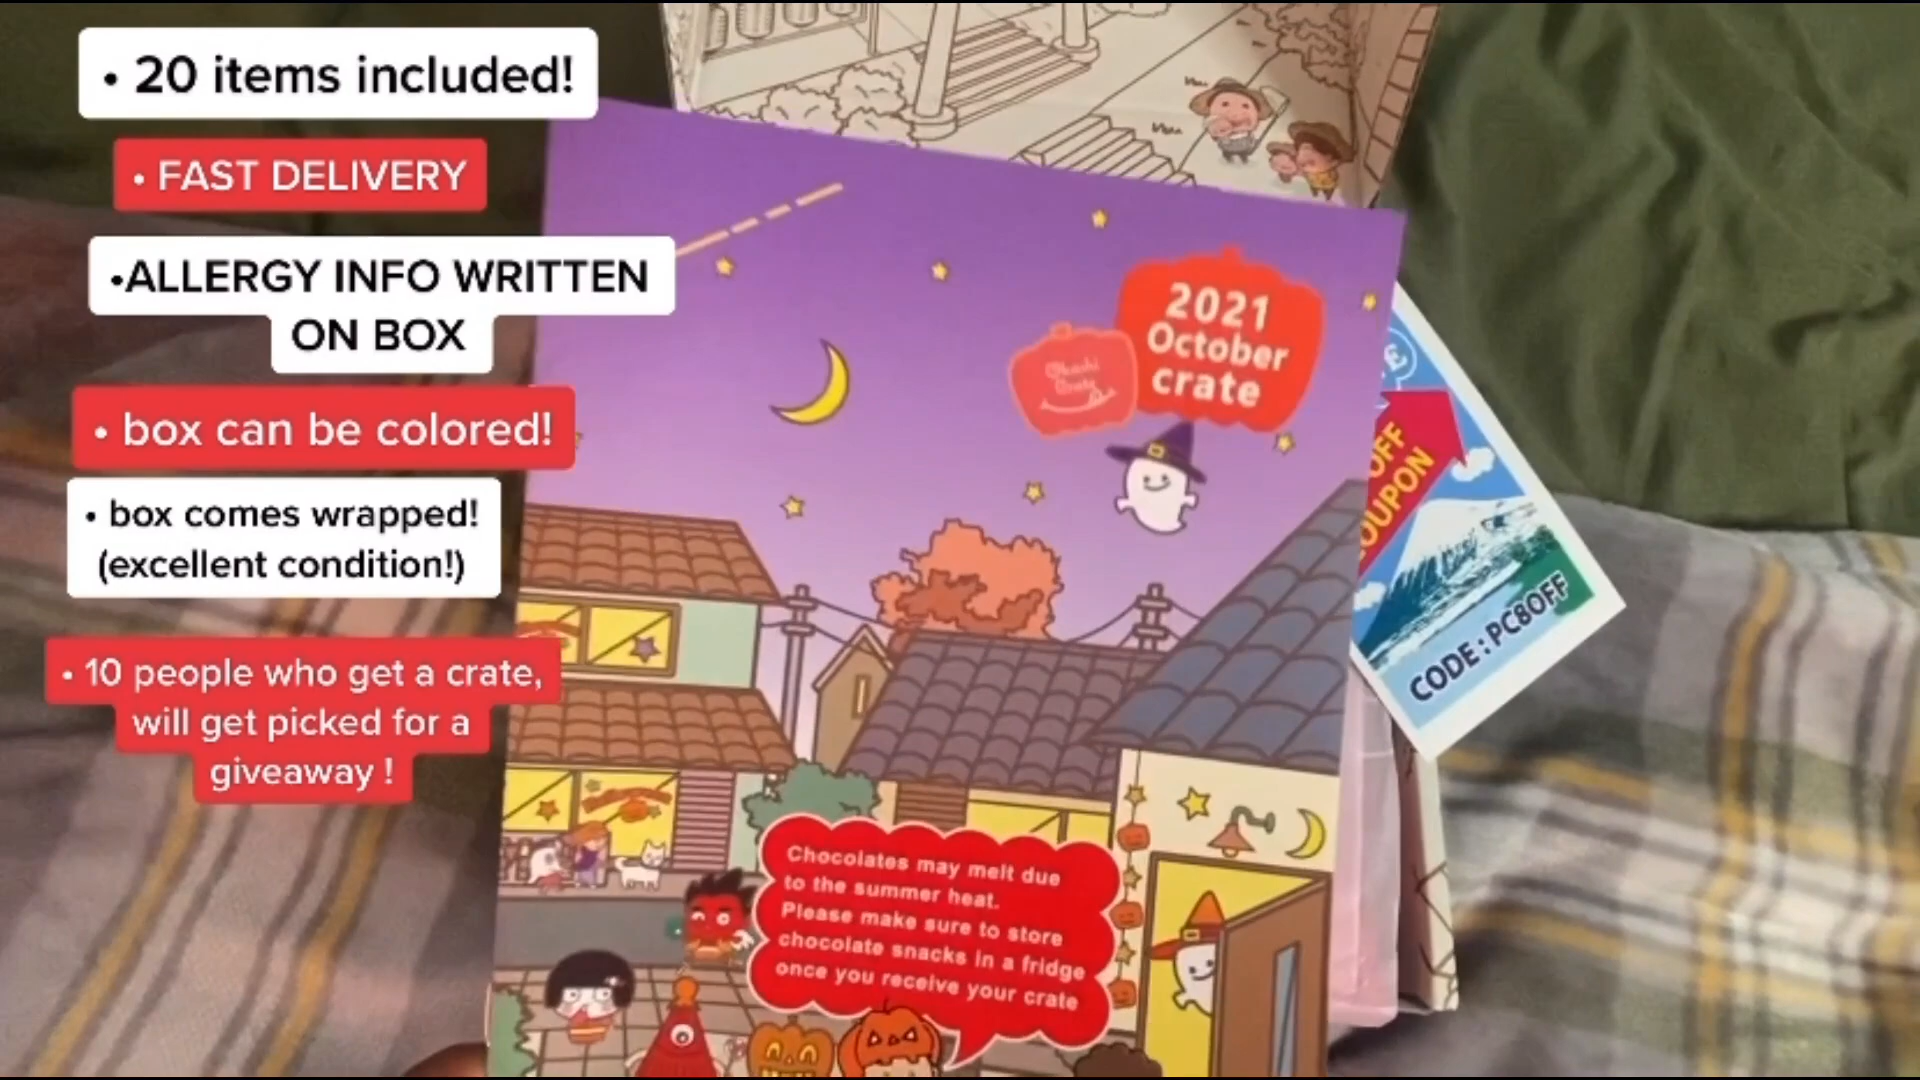 • 20 items included!
• FAST DELIVERY
•ALLERGY INFO WRITTEN
ON BOX
• box can be colored!
• box comes wrapped!
(excellent condition!)
• 10 people who get a crate,
will get picked for a
giveaway !
2021
October
crate
OFF
COUPON
CODE:PC8OFF
Chocolates may melt due
to the summer heat.
Please make sure to store
chocolate snacks in a fridge
once you receive your crate